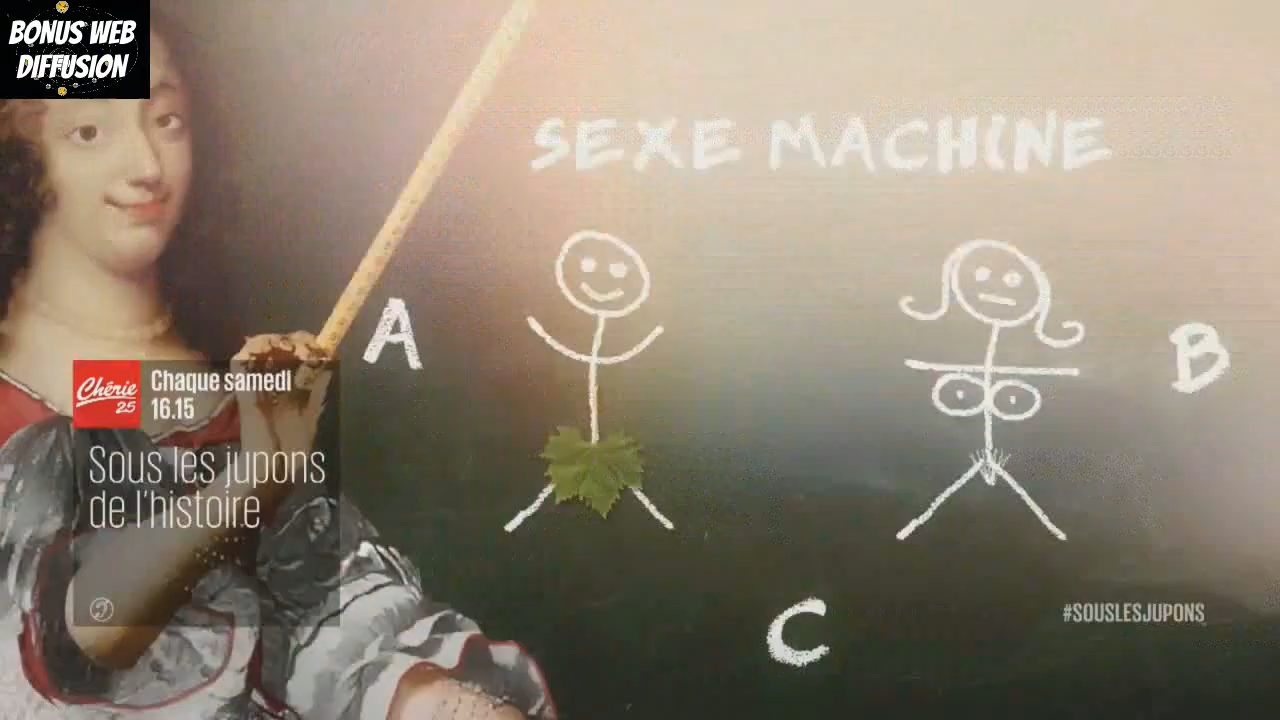 BONUS WEB
DIFFUSION
SEXE MACHINE
A
B
Chérie
25
Chaque samedi
16.15
Sous les jupons
de l'histoire
C
#SOUSLESJUPONS